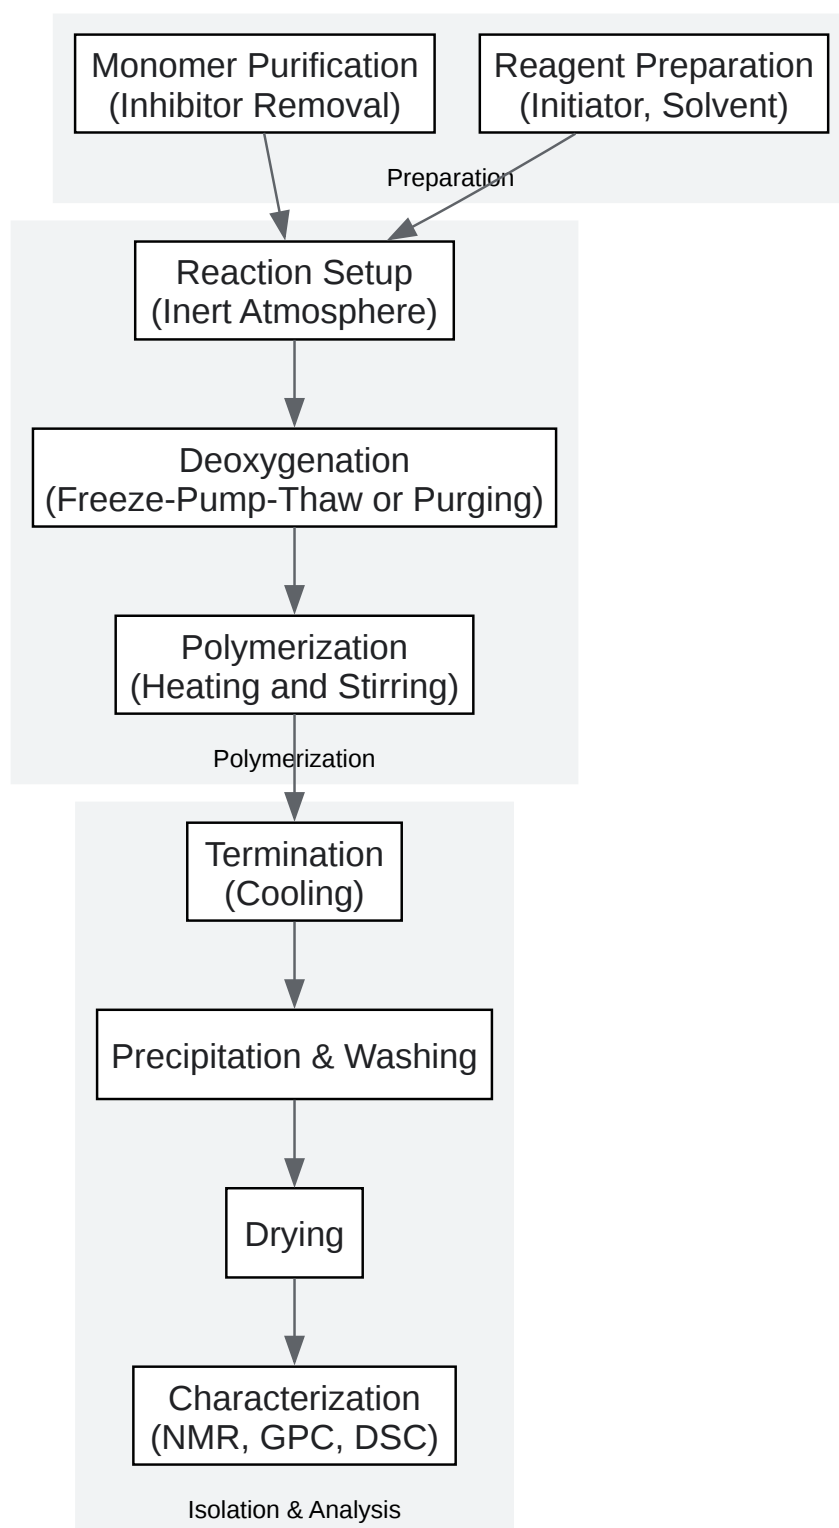 Monomer Purification
(Inhibitor Removal)
Reagent Preparation
(Initiator, Solvent)
Preparation
Reaction Setup
(Inert Atmosphere)
Deoxygenation
(Freeze-Pump-Thaw or Purging)
Polymerization
(Heating and Stirring)
Polymerization
Termination
(Cooling)
Precipitation & Washing
Drying
Characterization
(NMR, GPC, DSC)
Isolation & Analysis